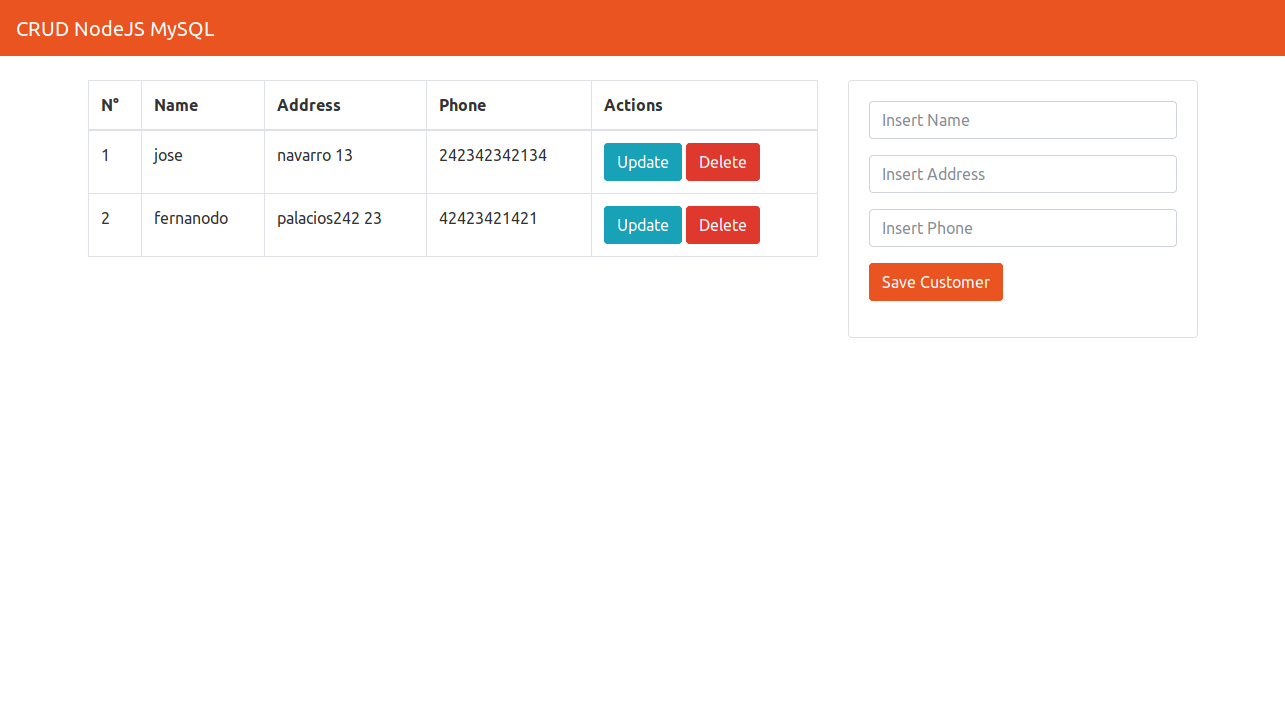 CRUD NodeJS MySQL
N° Name Address Phone Actions
1 jose navarro 13 242342342134 Update Delete
2 fernanodo palacios242 23 42423421421 Update Delete
Insert Name
Insert Address
Insert Phone
Save Customer